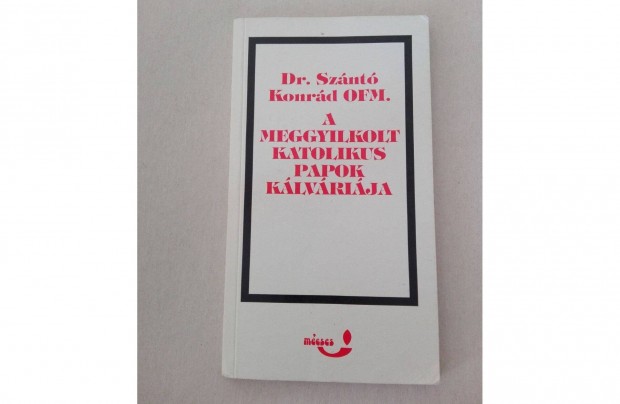 Dr. Szántó
Konrád OFM.
A
MEGGYILKOLT
KATOLIKUS
PAPOK
KÁLVÁRIÁJA
mécses